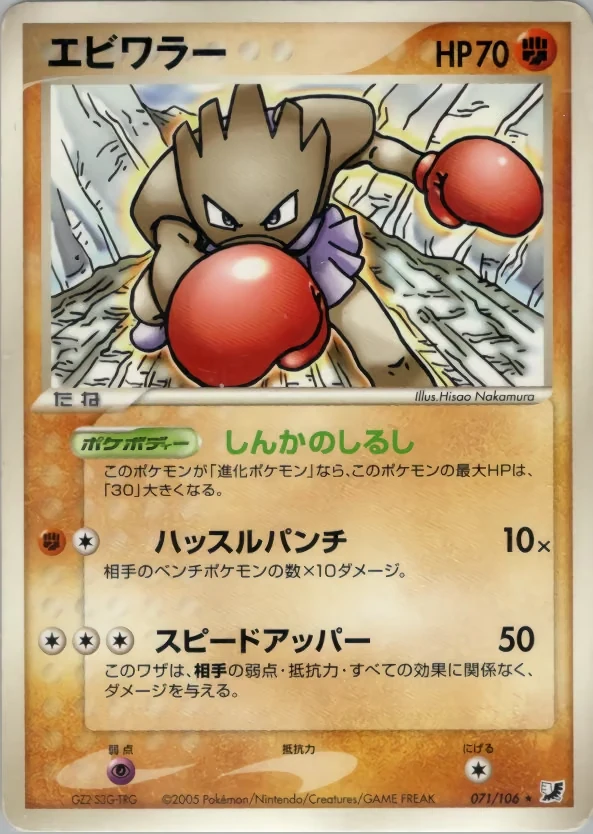 エビワラー
HP70
たね
Illus.Hisao Nakamura
ポケボディー しんかのしるし
このポケモンが「進化ポケモン」なら、このポケモンの最大HPは、
「30」大きくなる。
ハッスルパンチ 10×
相手のベンチポケモンの数×10ダメージ。
スピードアッパー 50
このワザは、相手の弱点・抵抗力・すべての効果に関係なく、
ダメージを与える。
弱点 抵抗力 にげる
GZ2 S3G-TRG ©2005 Pokémon/Nintendo/Creatures/GAME FREAK 071/106 ★